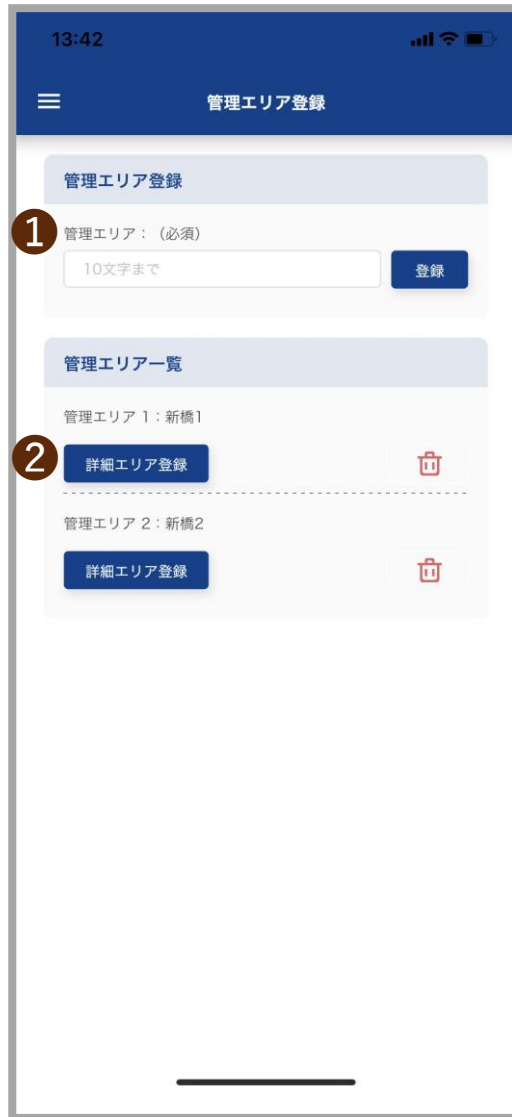 13:42
管理エリア登録
管理エリア登録
1
管理エリア：（必須）
10文字まで
登録
管理エリア一覧
管理エリア 1：新橋1
2
詳細エリア登録
管理エリア 2：新橋2
詳細エリア登録